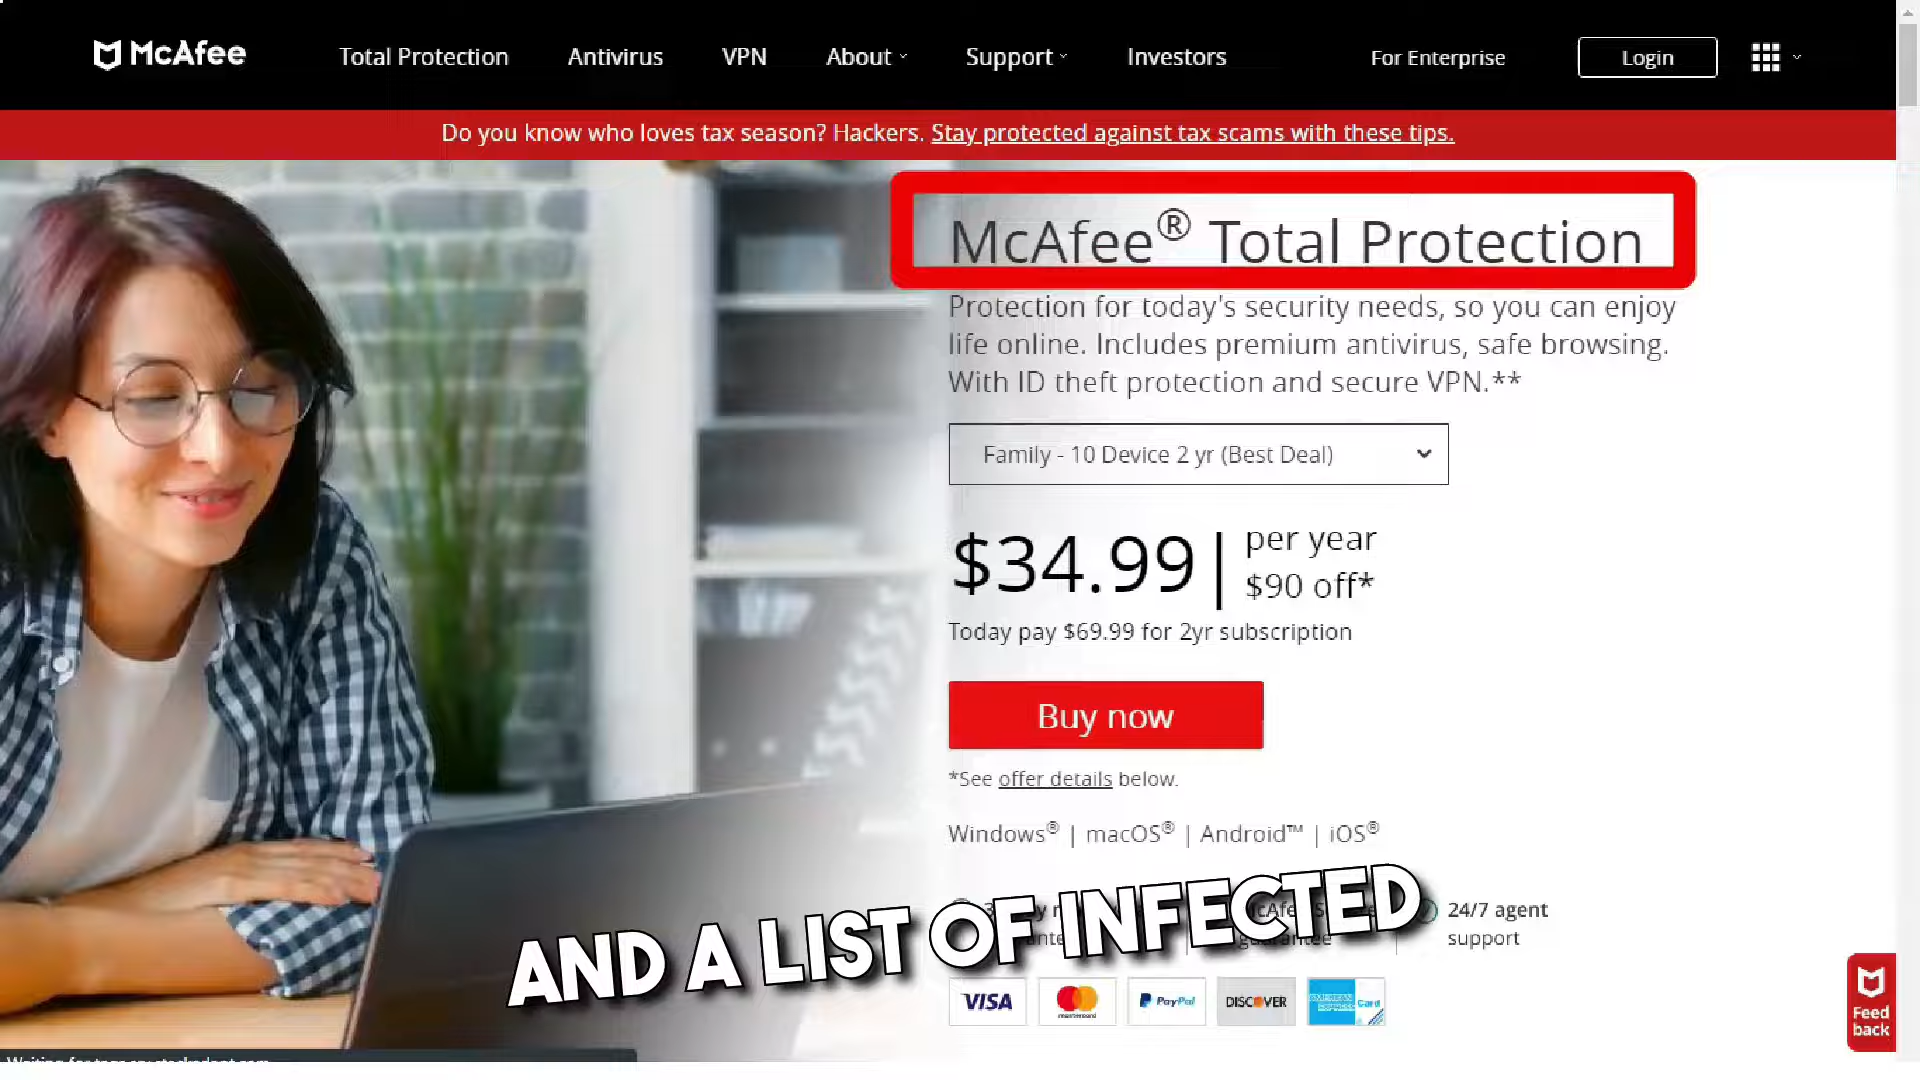 McAfee
Total Protection
Antivirus
VPN
About
Support
Investors
For Enterprise
Login
Do you know who loves tax season? Hackers. Stay protected against tax scams with these tips.
McAfee® Total Protection
Protection for today's security needs, so you can enjoy
life online. Includes premium antivirus, safe browsing.
With ID theft protection and secure VPN.**
Family - 10 Device 2 yr (Best Deal)
$34.99
per year
$90 off*
Today pay $69.99 for 2yr subscription
Buy now
*See offer details below.
Windows® | macOS® | Android™ | iOS®
24/7 agent
support
AND A LIST OF INFECTED
VISA
mastercard
PayPal
DISCOVER
Card
Feed
back